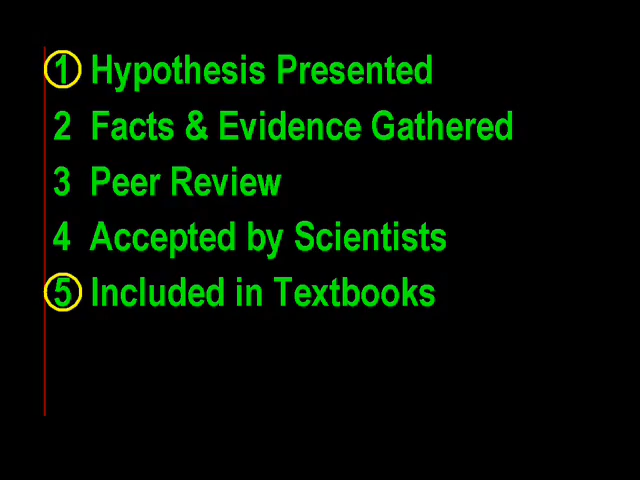 1 Hypothesis Presented
2 Facts & Evidence Gathered
3 Peer Review
4 Accepted by Scientists
5 Included in Textbooks